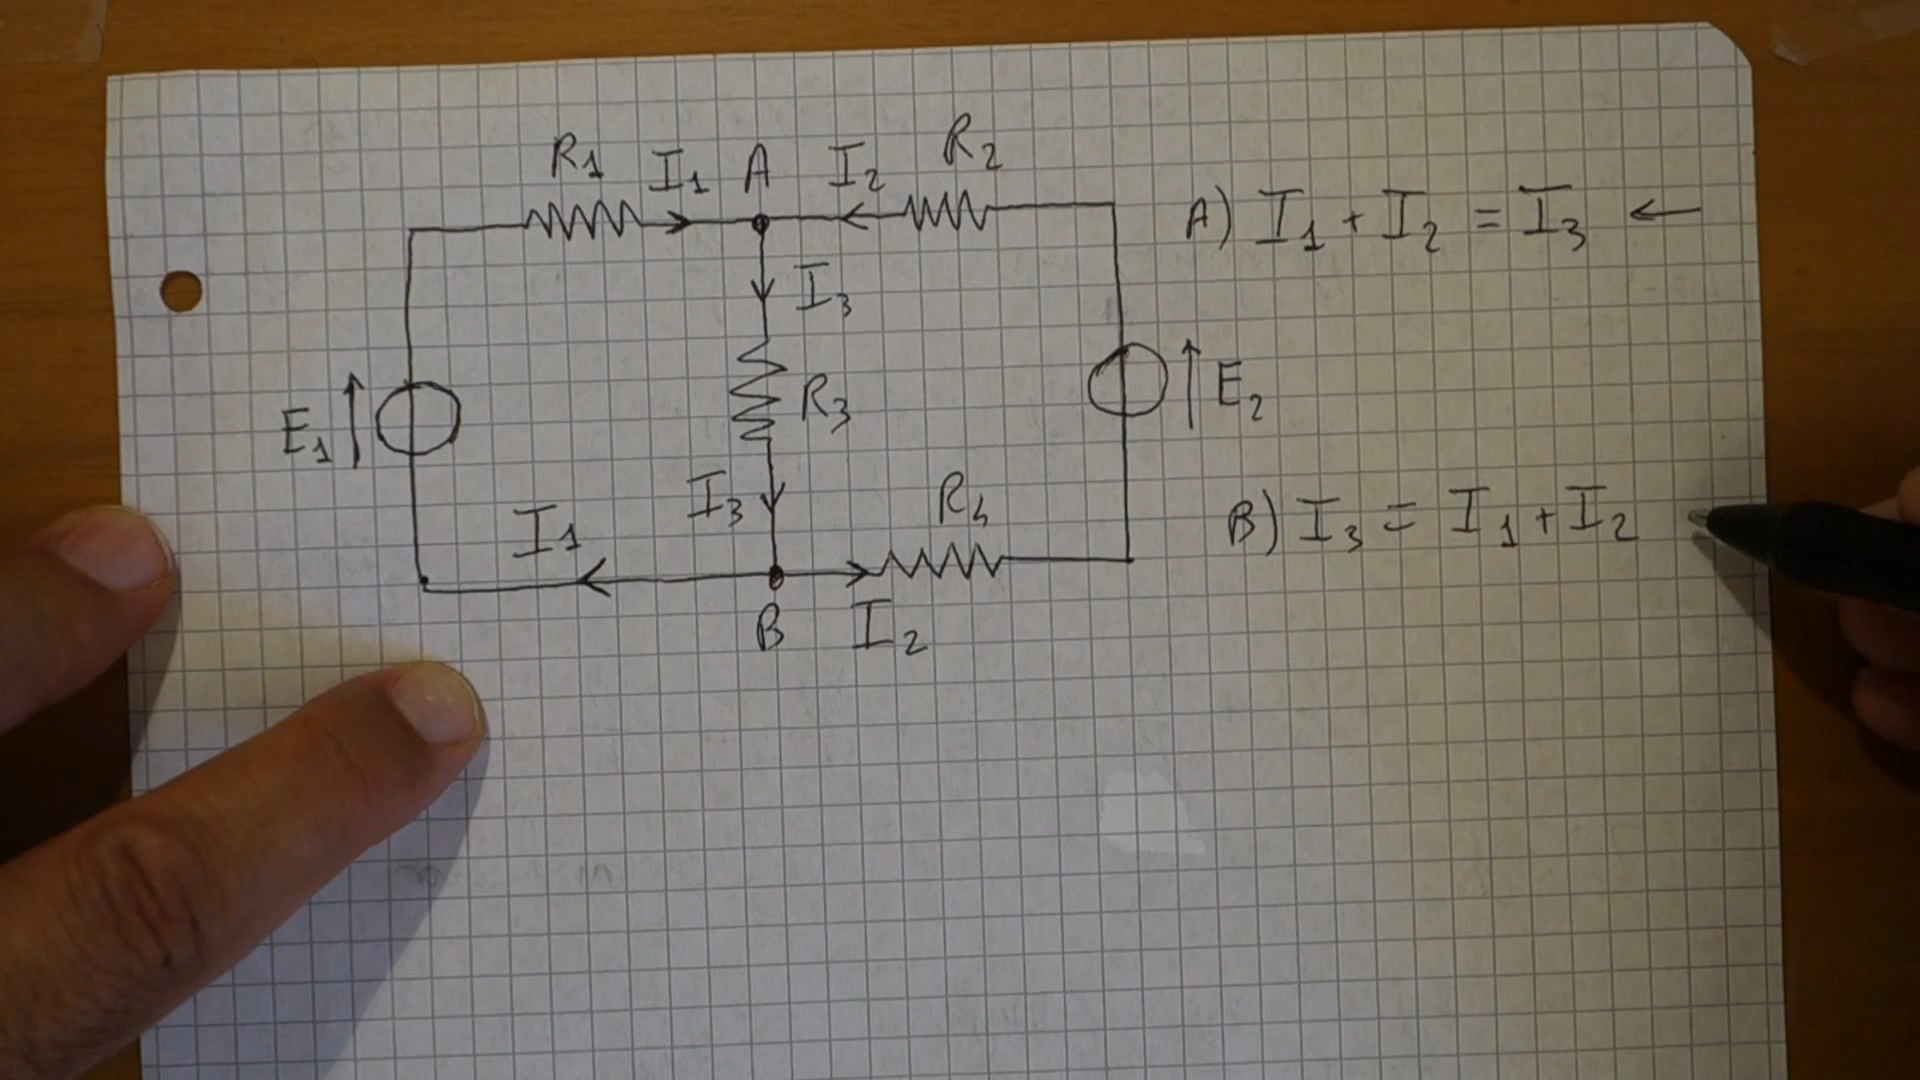 R1 I1 A I2 R2
A) I1 + I2 = I3 ←
I3
E1
R3
E2
I3
R4
I1
B) I3 = I1 + I2
B
I2